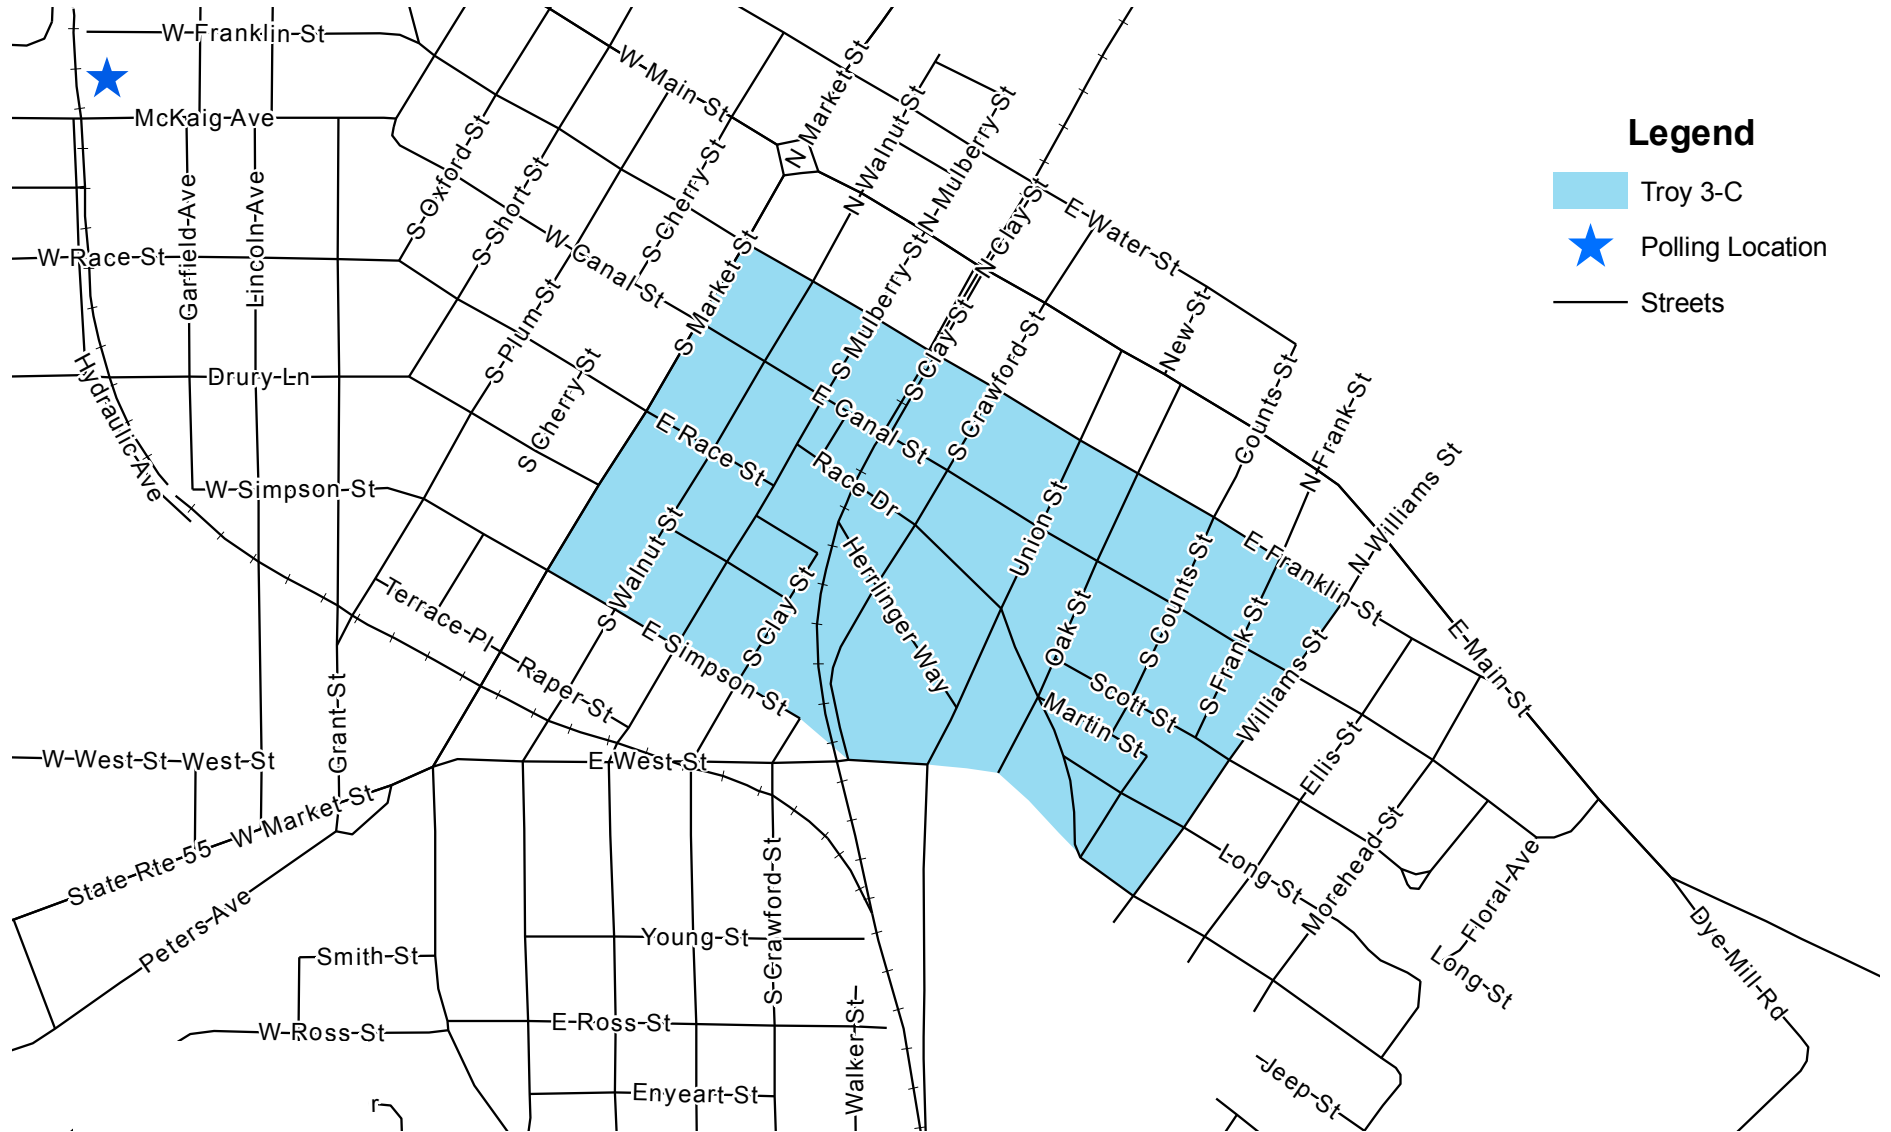 W Franklin St
W Main St
N Market St
N Walnut St
N Mulberry St
McKaig Ave
Legend
Troy 3-C
Polling Location
Streets
S Oxford St
S Short St
S Cherry St
N Clay St
E Water St
Garfield Ave
Lincoln Ave
W Race St
W Canal St
S Market St
S Plum St
S Mulberry St
S Clay St
S Crawford St
New St
Counts St
N Frank St
N Williams St
Hydraulic Ave
Drury Ln
S Cherry St
E Canal St
E Race St
Race Dr
W Simpson St
S Walnut St
Union St
E Franklin St
Herrlinger Way
S Clay St
S Counts St
S Frank St
Oak St
Terrace Pl
Raper St
E Simpson St
Scott St
Martin St
Williams St
E Main St
Grant St
Ellis St
W West St
West St
E West St
W Market St
State Rte 55
Peters Ave
S Crawford St
Long St
Morehead St
Floral Ave
Long St
Dye Mill Rd
Young St
Smith St
W Ross St
E Ross St
Walker St
Enyeart St
Jeep St
r